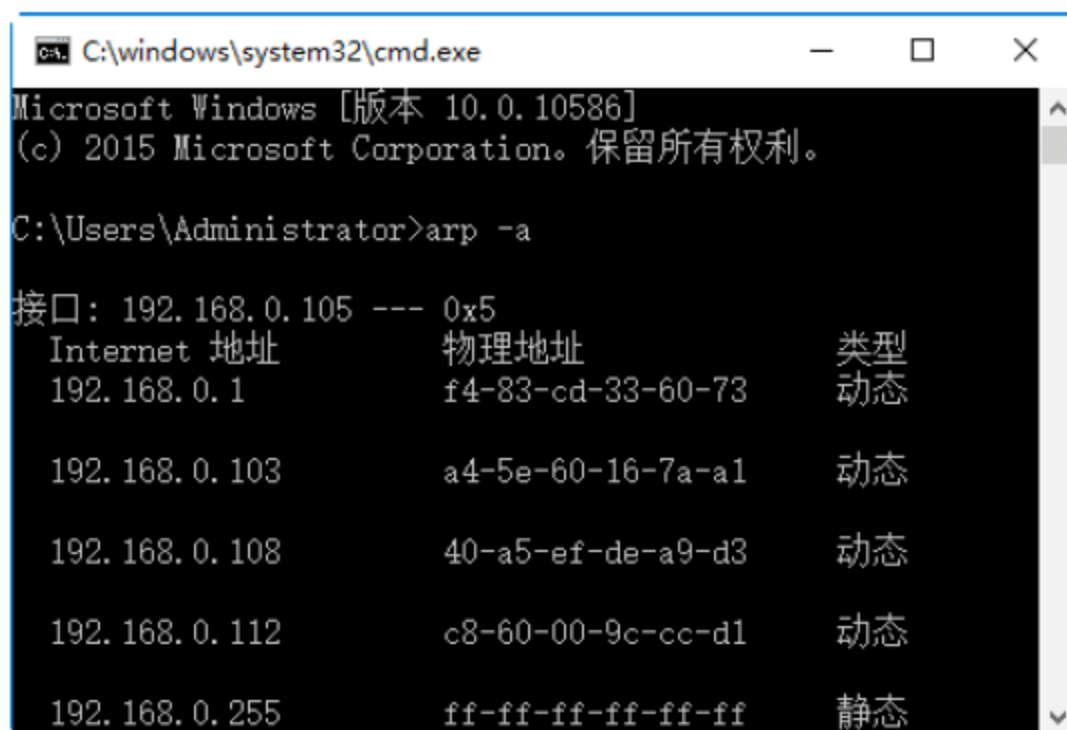 C:\windows\system32\cmd.exe
Microsoft Windows [版本 10.0.10586]
(c) 2015 Microsoft Corporation。保留所有权利。
C:\Users\Administrator>arp -a
接口: 192.168.0.105 --- 0x5
Internet 地址 物理地址 类型
192.168.0.1 f4-83-cd-33-60-73 动态
192.168.0.103 a4-5e-60-16-7a-a1 动态
192.168.0.108 40-a5-ef-de-a9-d3 动态
192.168.0.112 c8-60-00-9c-cc-d1 动态
192.168.0.255 ff-ff-ff-ff-ff-ff 静态